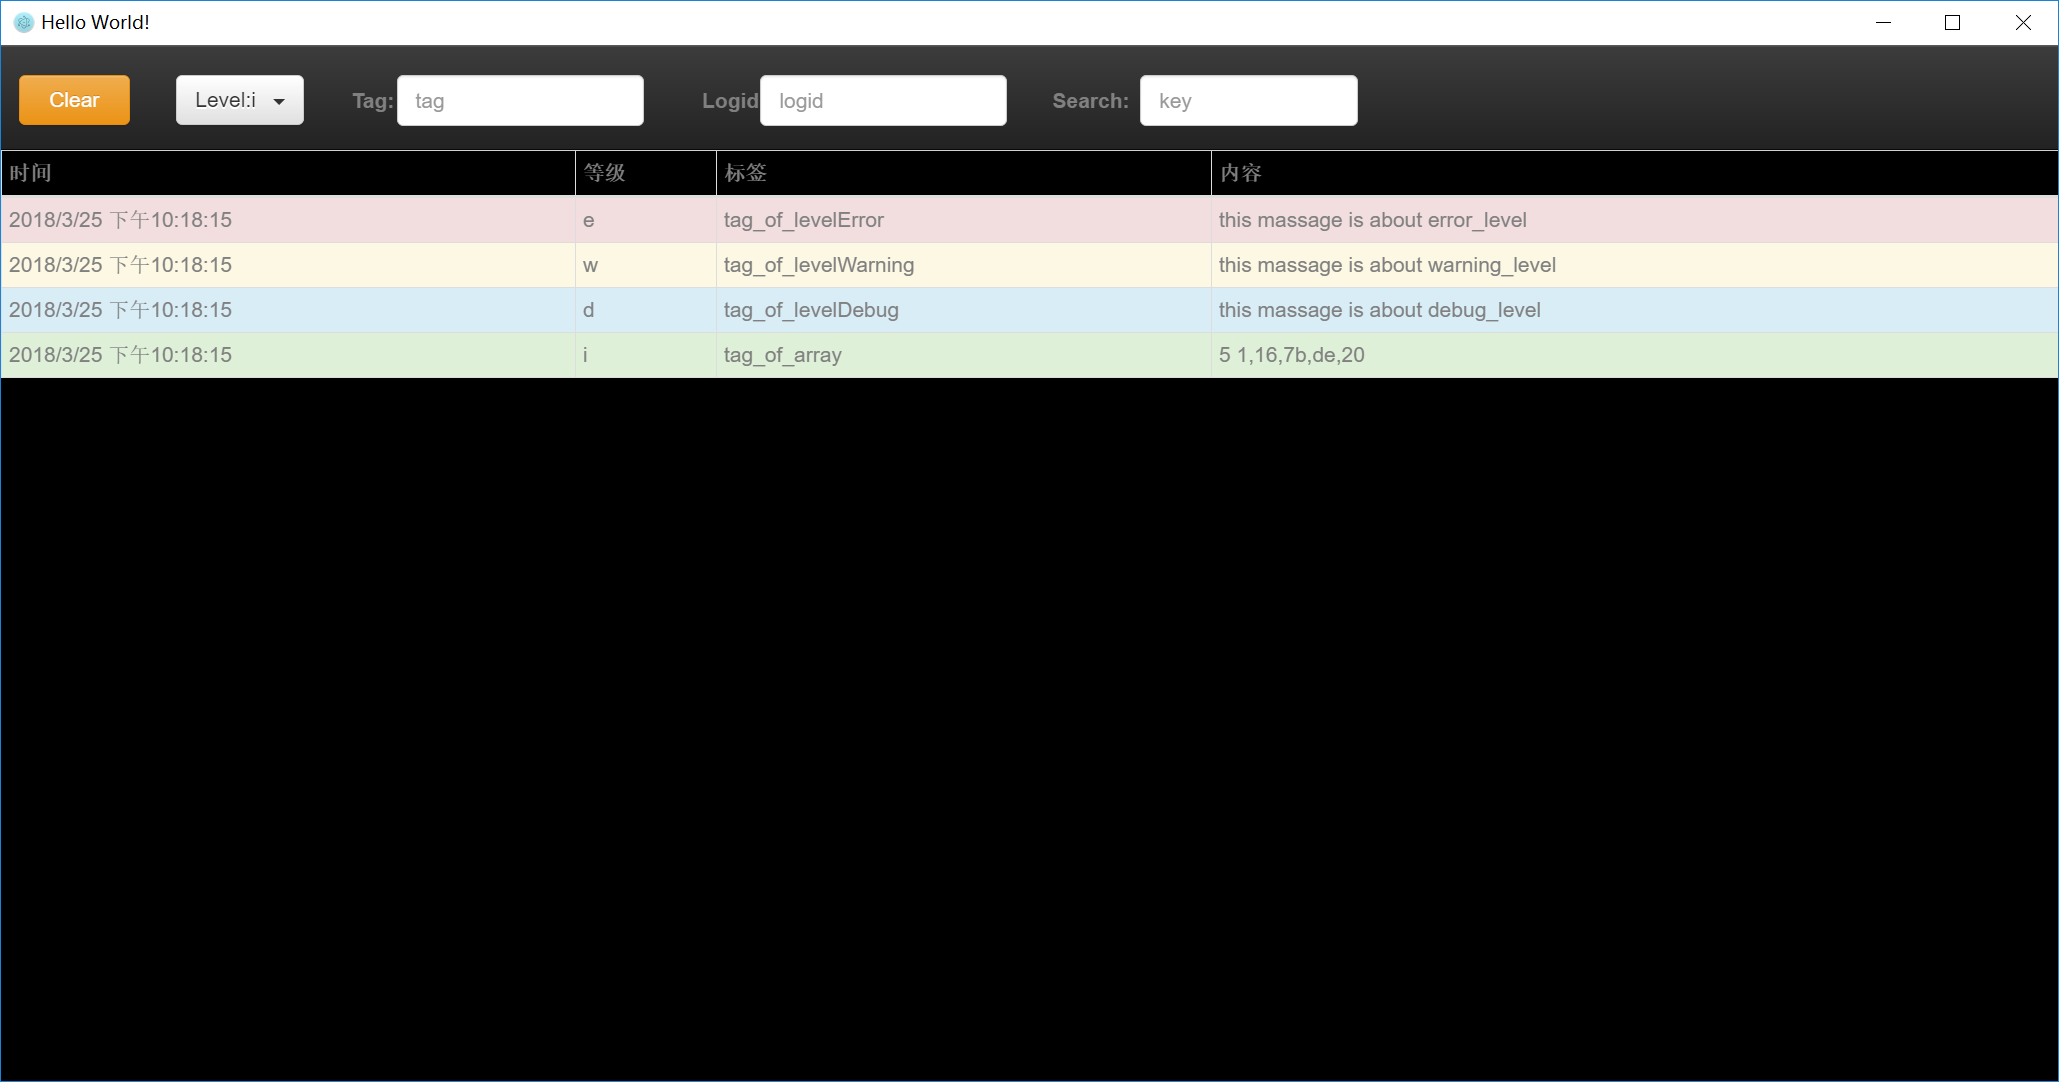 Hello World!
Clear Level:i Tag: tag Logid logid Search: key
时间 等级 标签 内容
2018/3/25 下午10:18:15 e tag_of_levelError this massage is about error_level
2018/3/25 下午10:18:15 w tag_of_levelWarning this massage is about warning_level
2018/3/25 下午10:18:15 d tag_of_levelDebug this massage is about debug_level
2018/3/25 下午10:18:15 i tag_of_array 5 1,16,7b,de,20